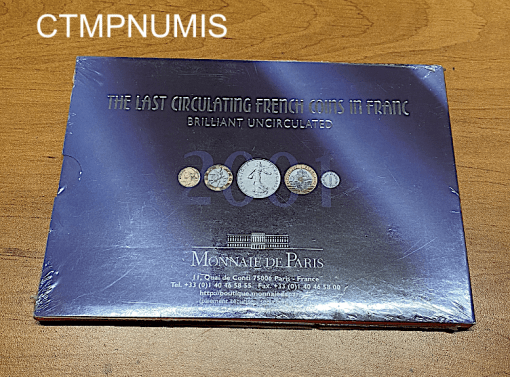 CTMPNUMIS
THE LAST CIRCULATING FRENCH COINS IN FRANC
BRILLIANT UNCIRCULATED
2001
MONNAIE DE PARIS
11, Quai de Conti 75006 Paris - France
Tel. +33 (0)1 40 46 58 55 Fax. +33 (0)1 40 46 58 00